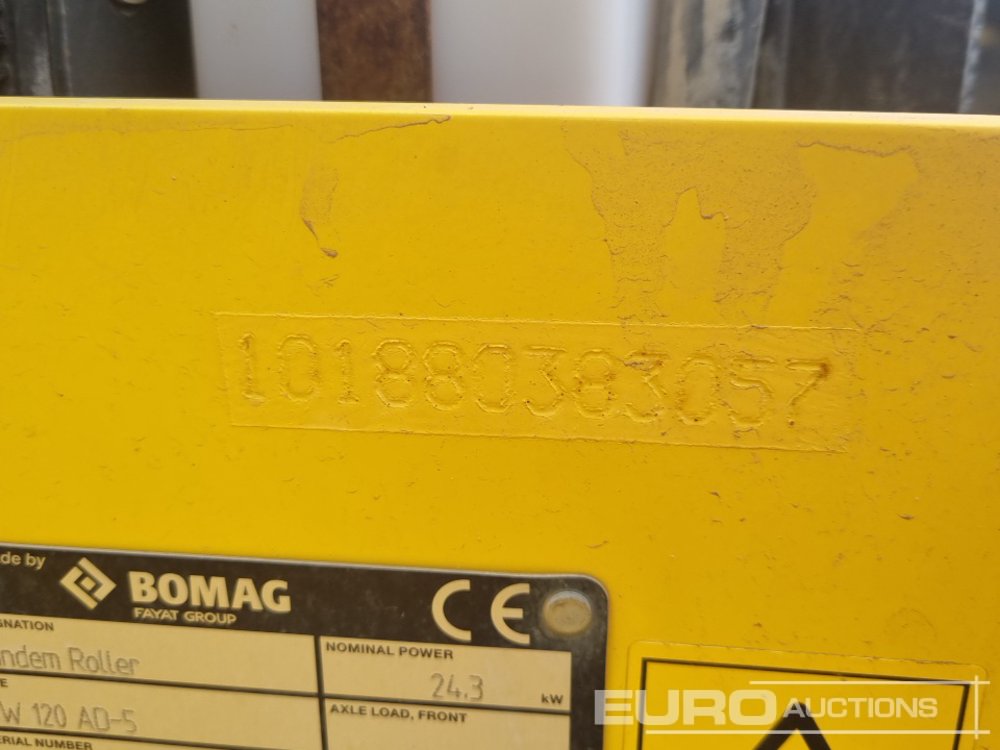 101880383057
BOMAG
FAYAT GROUP
CE
Roller
NOMINAL POWER
24.3 kW
120 AD-5
AXLE LOAD, FRONT
NUMBER
EURO AUCTIONS